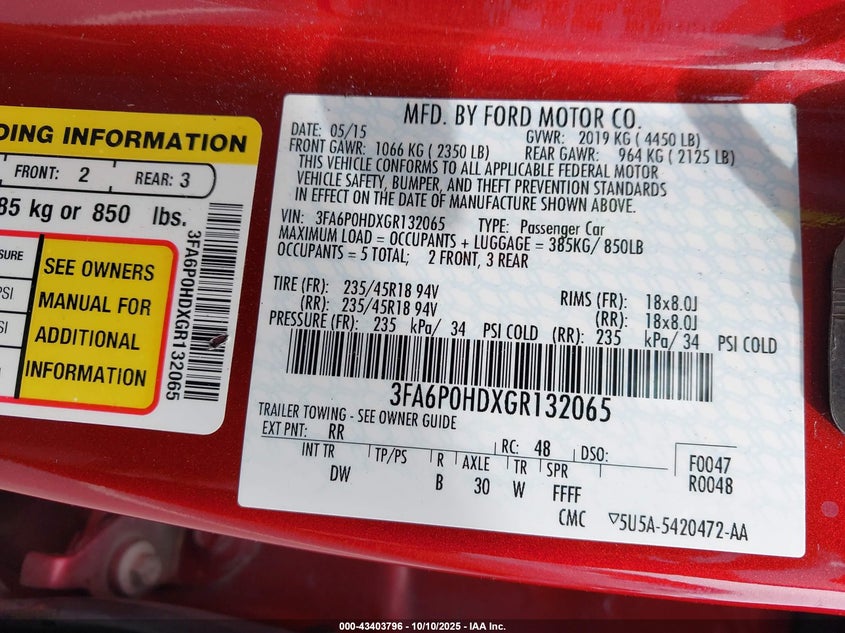 DING INFORMATION
FRONT: 2 REAR: 3
85 kg or 850 lbs.
SURE
PSI
SI
SEE OWNERS
MANUAL FOR
ADDITIONAL
INFORMATION
3FA6P0HDXGR132065
MFD. BY FORD MOTOR CO.
DATE: 05/15 GVWR: 2019 KG ( 4450 LB)
FRONT GAWR: 1066 KG ( 2350 LB) REAR GAWR: 964 KG ( 2125 LB)
THIS VEHICLE CONFORMS TO ALL APPLICABLE FEDERAL MOTOR
VEHICLE SAFETY, BUMPER, AND THEFT PREVENTION STANDARDS
IN EFFECT ON THE DATE OF MANUFACTURE SHOWN ABOVE.
VIN: 3FA6P0HDXGR132065 TYPE: Passenger Car
MAXIMUM LOAD = OCCUPANTS + LUGGAGE = 385KG/ 850LB
OCCUPANTS = 5 TOTAL; 2 FRONT, 3 REAR
TIRE (FR): 235/45R18 94V RIMS (FR): 18x8.0J
(RR): 235/45R18 94V (RR): 18x8.0J
PRESSURE (FR): 235 kPa/ 34 PSI COLD (RR): 235 kPa/ 34 PSI COLD
3FA6P0HDXGR132065
TRAILER TOWING - SEE OWNER GUIDE
EXT PNT: RR RC: 48 DSO: F0047
INT TR TP/PS R AXLE TR SPR R0048
DW B 30 W FFFF
CMC ▽5U5A-5420472-AA
000-43403796 - 10/10/2025 - IAA Inc.